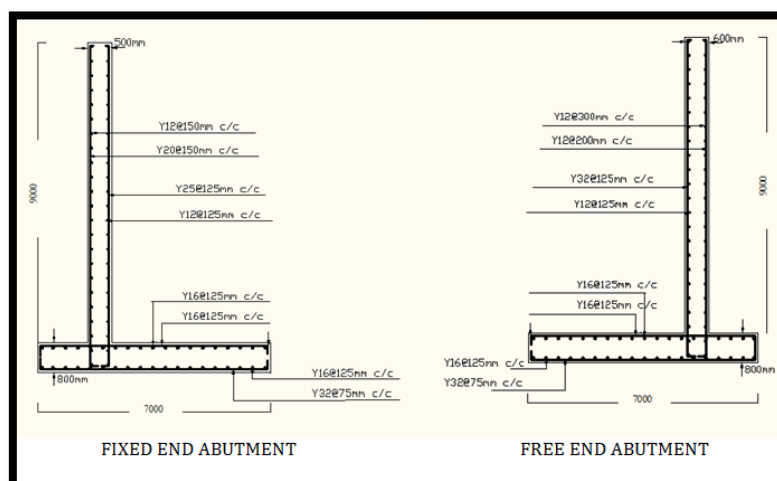 500mm
Y12@150mm c/c
Y20@150mm c/c
Y25@125mm c/c
Y12@125mm c/c
9000
Y16@125mm c/c
Y16@125mm c/c
Y16@125mm c/c
Y32@75mm c/c
800mm
7000
FIXED END ABUTMENT
600mm
Y12@300mm c/c
Y12@200mm c/c
Y32@125mm c/c
Y12@125mm c/c
9000
Y16@125mm c/c
Y16@125mm c/c
Y16@125mm c/c
Y32@75mm c/c
800mm
7000
FREE END ABUTMENT